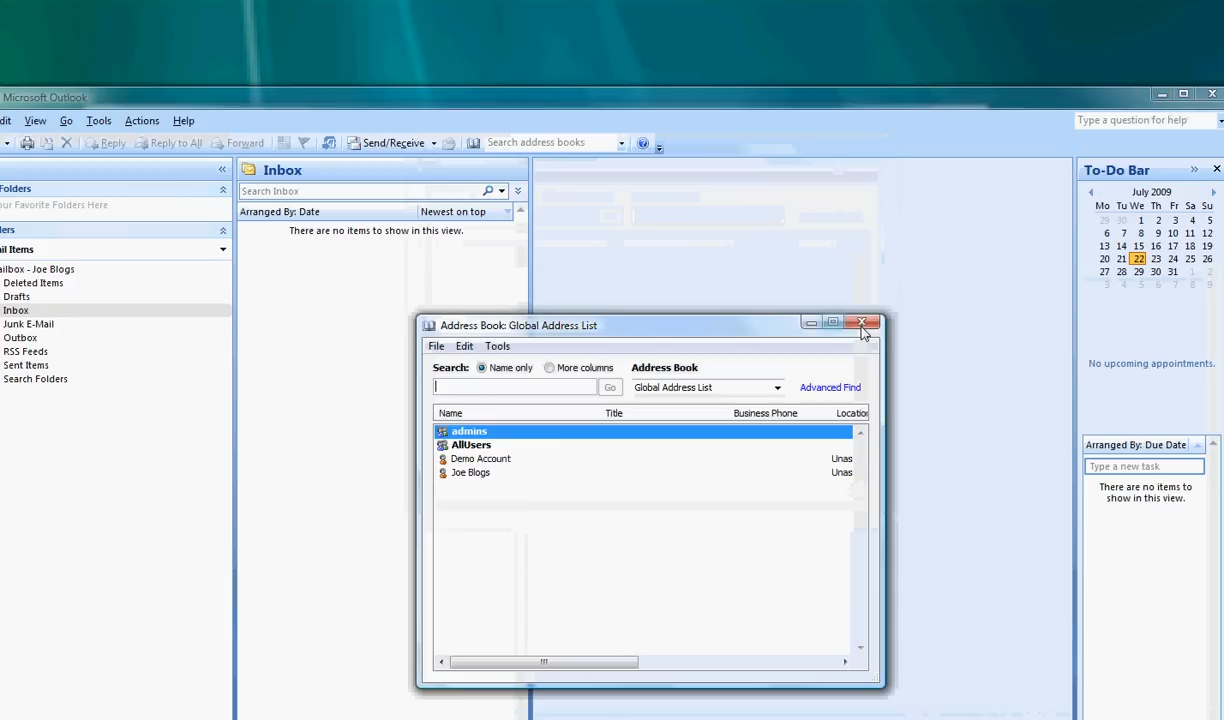 Microsoft Outlook
dit View Go Tools Actions Help
Type a question for help
Reply Reply to All Forward Send/Receive Search address books
Folders
our Favorite Folders Here
ders
il Items
ailbox - Joe Blogs
Deleted Items
Drafts
Inbox
Junk E-Mail
Outbox
RSS Feeds
Sent Items
Search Folders
Inbox
Search Inbox
Arranged By: Date Newest on top
There are no items to show in this view.
Address Book: Global Address List
File Edit Tools
Search: Name only More columns Address Book
Go Global Address List Advanced Find
Name Title Business Phone Location
admins
AllUsers
Demo Account Unas
Joe Blogs Unas
To-Do Bar
July 2009
Mo Tu We Th Fr Sa Su
29 30 1 2 3 4 5
6 7 8 9 10 11 12
13 14 15 16 17 18 19
20 21 22 23 24 25 26
27 28 29 30 31 1 2
3 4 5 6 7 8 9
No upcoming appointments.
Arranged By: Due Date
Type a new task
There are no items to
show in this view.